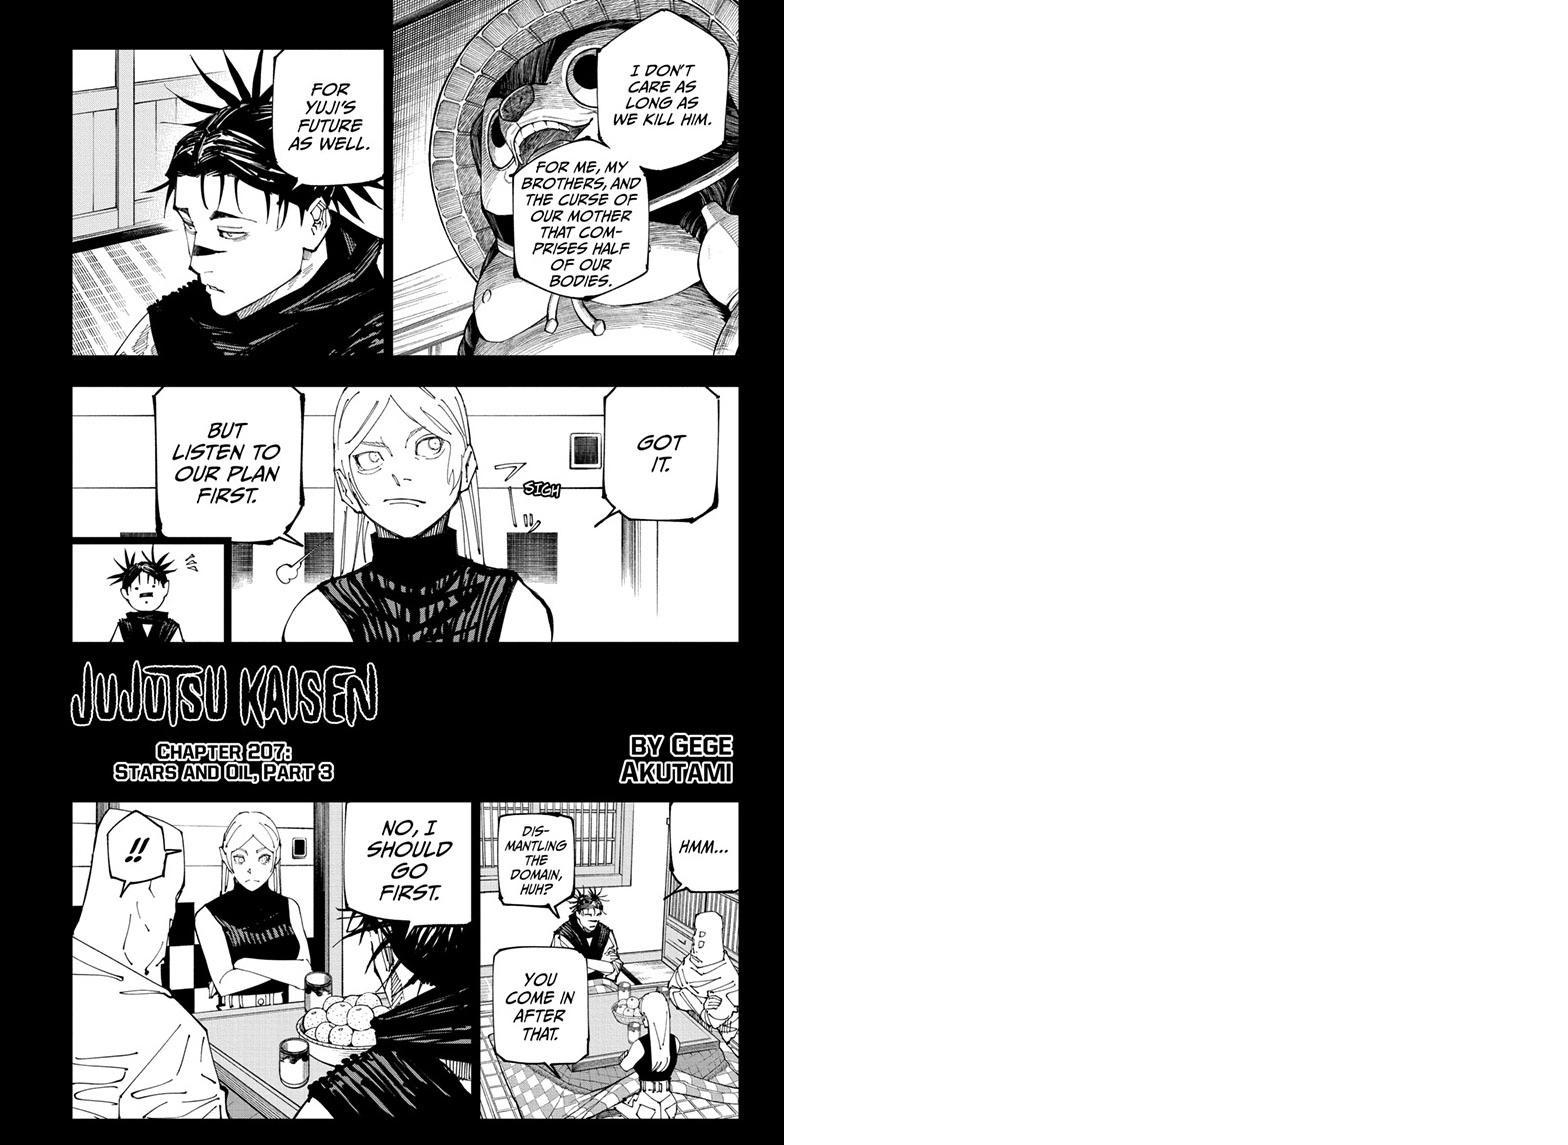 I DON'T
CARE AS
LONG AS
WE KILL HIM.
FOR ME, MY
BROTHERS, AND
THE CURSE OF
OUR MOTHER
THAT COM-
PRISES HALF
OF OUR
BODIES.
FOR
YUJI'S
FUTURE
AS WELL.
GOT
IT.
SIGH
BUT
LISTEN TO
OUR PLAN
FIRST.
JUJUTSU KAISEN
CHAPTER 207:
STARS AND OIL, PART 3
BY GEGE
AKUTAMI
HMM...
DIS-
MANTLING
THE
DOMAIN,
HUH?
YOU
COME IN
AFTER
THAT.
NO, I
SHOULD
GO
FIRST.
!!